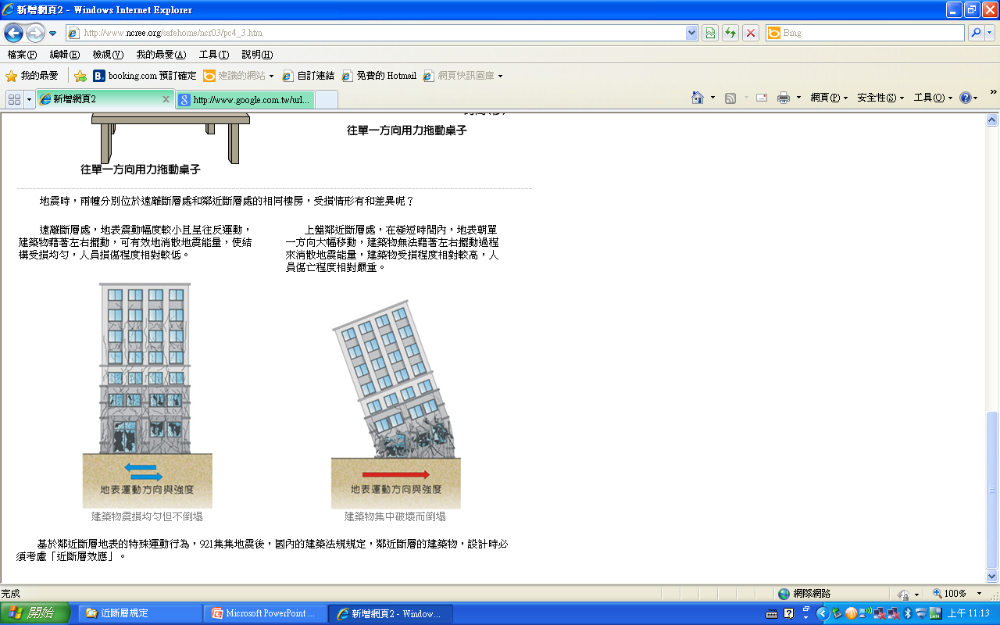 新增網頁2 - Windows Internet Explorer
http://www.ncree.org/safehome/ncr03/pc4_3.htm
Bing
檔案(F) 編輯(E) 檢視(V) 我的最愛(A) 工具(T) 說明(H)
我的最愛 booking.com 預訂確定 建議的網站 自訂連結 免費的 Hotmail 網頁快訊圖庫
新增網頁2 http://www.google.com.tw/url... 網頁(P) 安全性(S) 工具(O)
往單一方向用力拖動桌子
往單一方向用力拖動桌子
地震時，兩幢分別位於遠離斷層處和鄰近斷層處的相同樓房，受損情形有和差異呢？
遠離斷層處，地表震動幅度較小且呈往反運動，
建築物藉著左右擺動，可有效地消散地震能量，使結
構受損均勻，人員損傷程度相對較低。
上盤鄰近斷層處，在極短時間內，地表朝單
一方向大幅移動，建築物無法藉著左右擺動過程
來消散地震能量，建築物受損程度相對較高，人
員傷亡程度相對嚴重。
地表運動方向與強度
建築物震損均勻但不倒塌
地表運動方向與強度
建築物集中破壞而倒塌
基於鄰近斷層地表的特殊運動行為，921集集地震後，國內的建築法規規定，鄰近斷層的建築物，設計時必
須考慮「近斷層效應」。
完成 網際網路 100%
開始 近斷層規定 Microsoft PowerPoint ... 新增網頁2 - Window... 上午 11:13